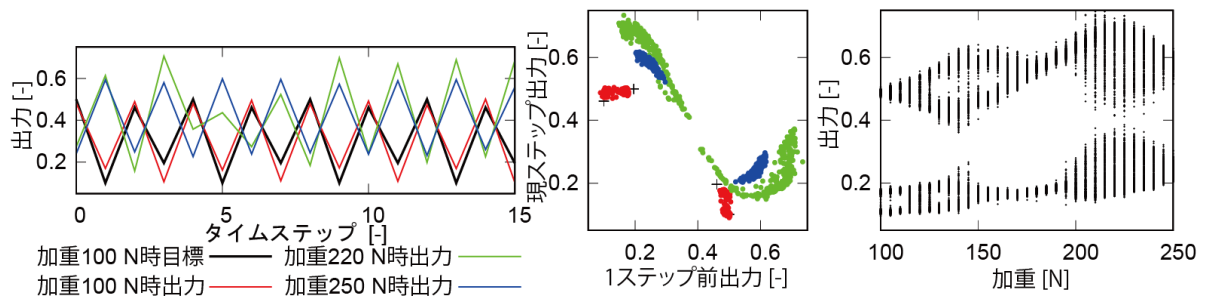 出力 [-]
0.6
0.4
0.2
0 5 10 15
タイムステップ [-]
加重100 N時目標 加重220 N時出力
加重100 N時出力 加重250 N時出力
現ステップ出力 [-]
0.6
0.4
0.2
0.2 0.4 0.6
1ステップ前出力 [-]
出力 [-]
0.6
0.4
0.2
100 150 200 250
加重 [N]